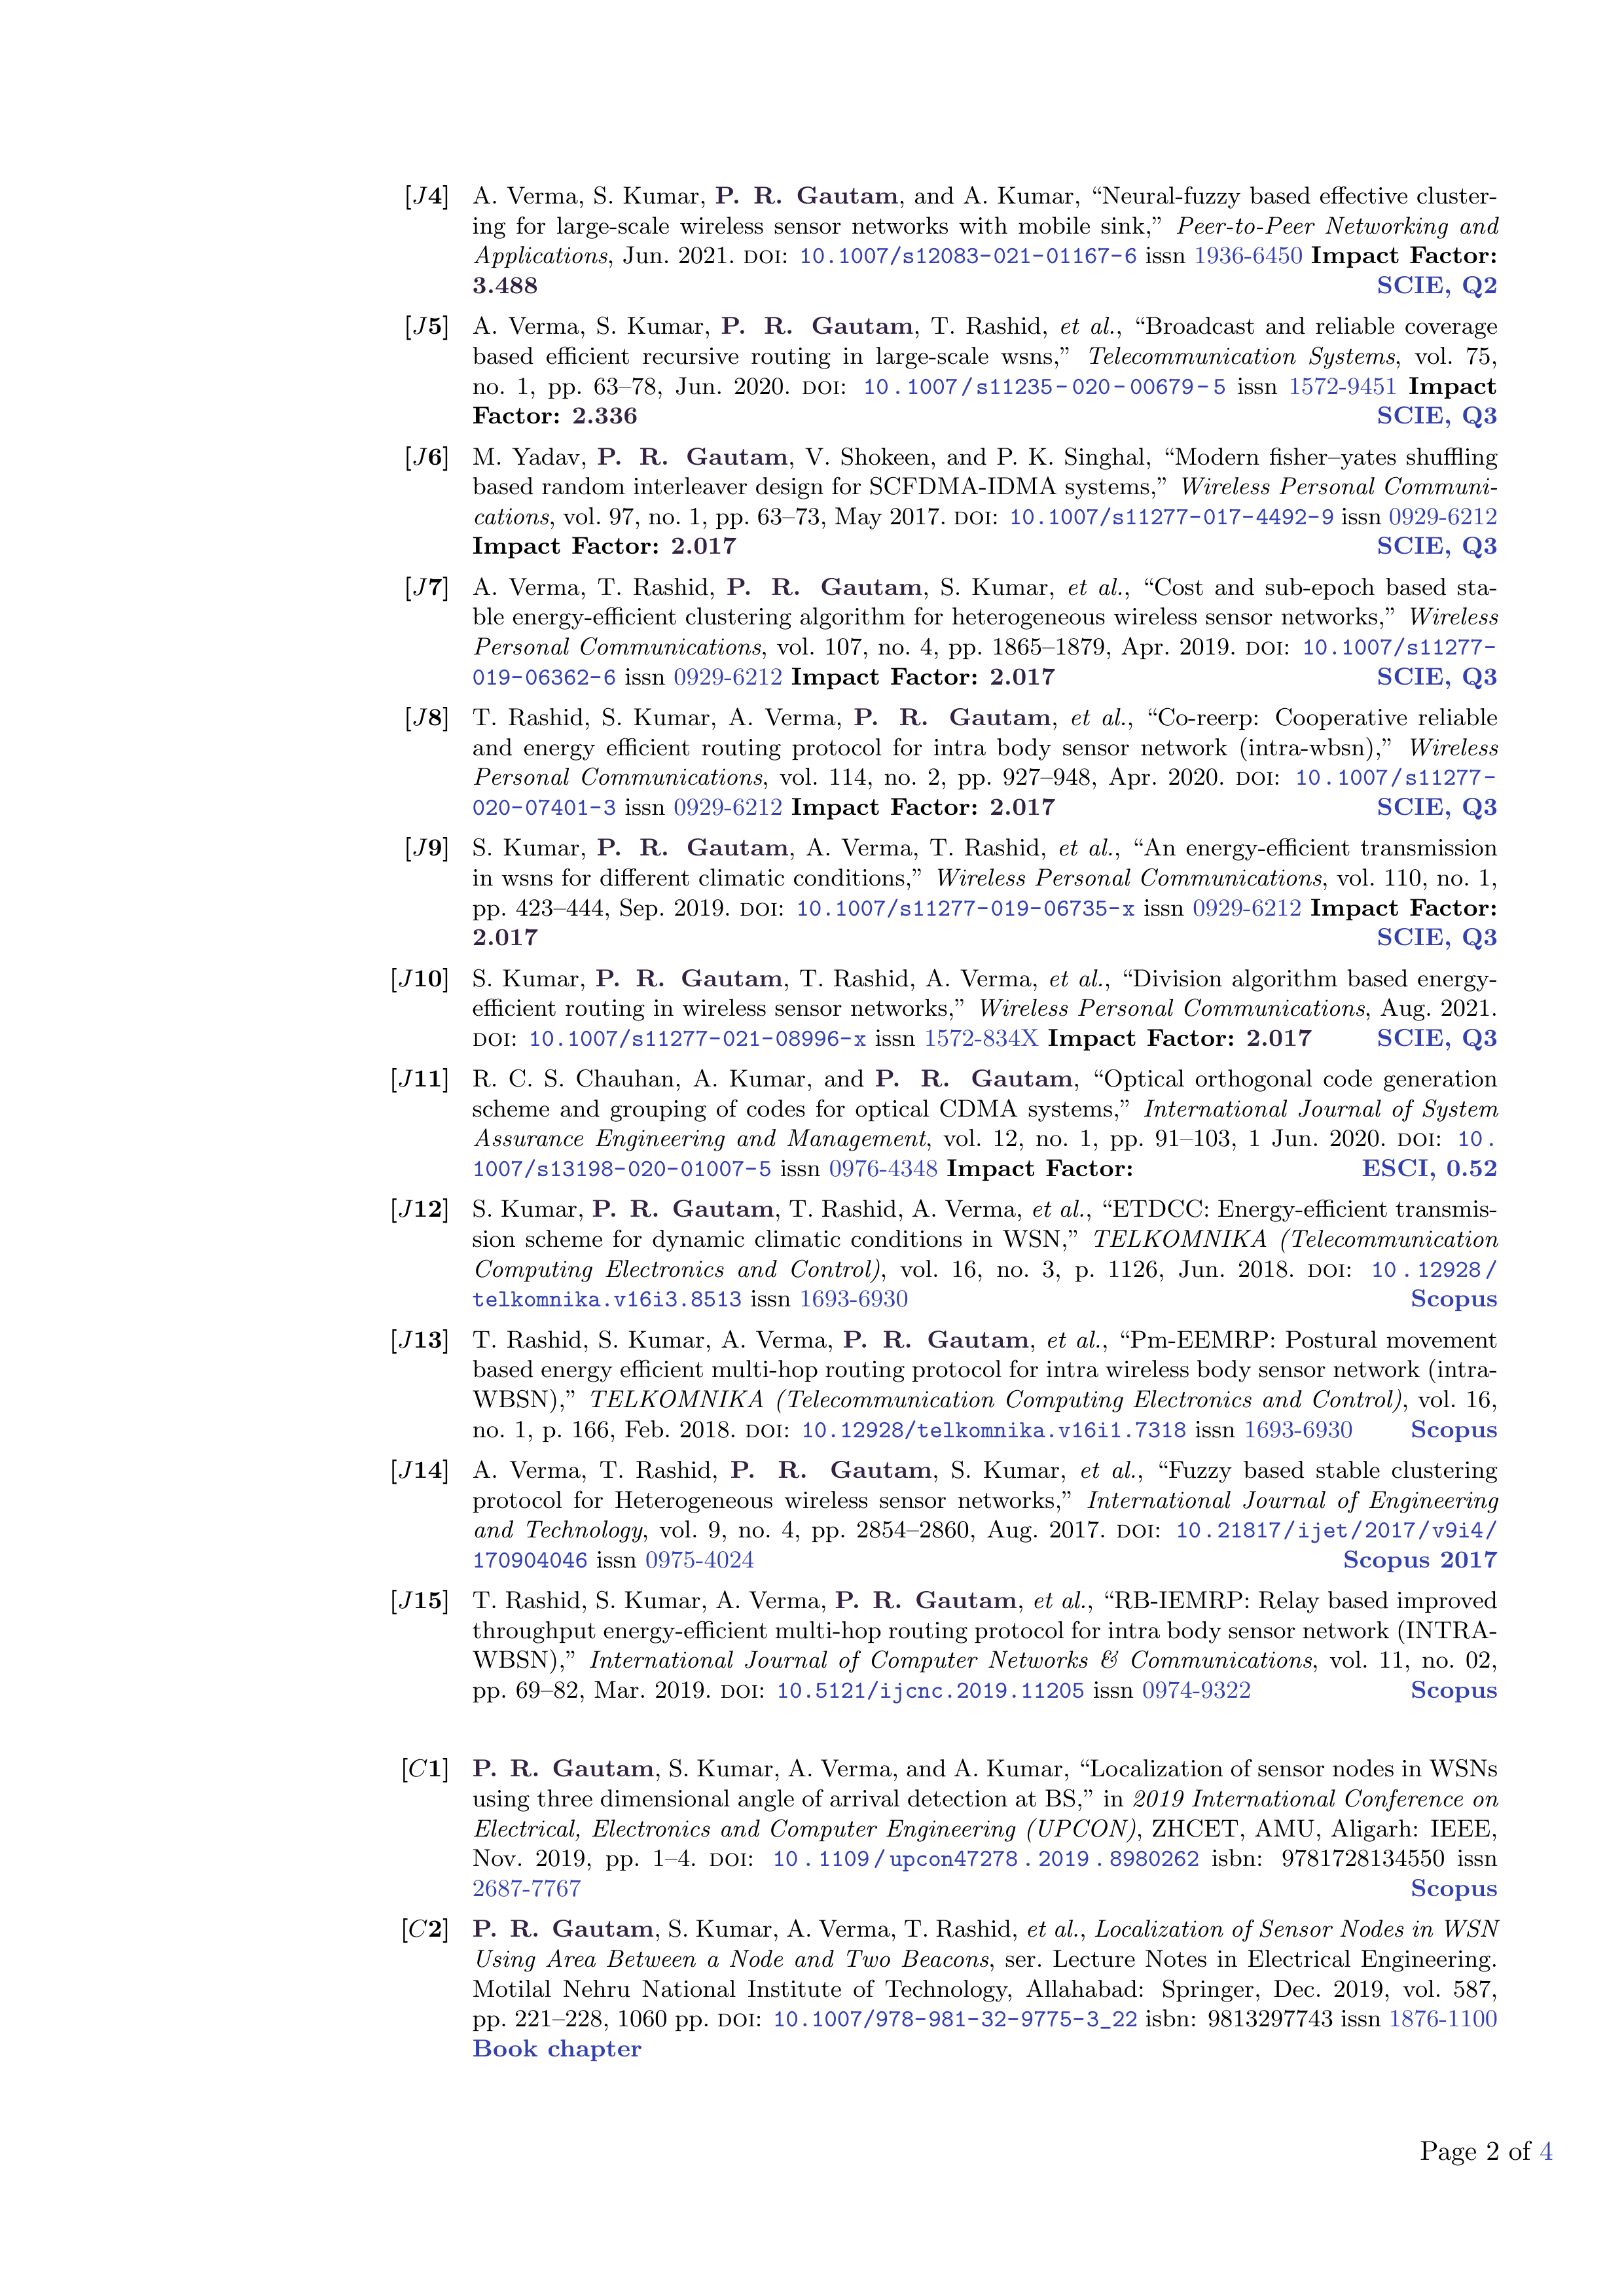 [J4] A. Verma, S. Kumar, P. R. Gautam, and A. Kumar, “Neural-fuzzy based effective cluster-
ing for large-scale wireless sensor networks with mobile sink,” Peer-to-Peer Networking and
Applications, Jun. 2021. DOI: 10.1007/s12083-021-01167-6 issn 1936-6450 Impact Factor:
3.488 SCIE, Q2
[J5] A. Verma, S. Kumar, P. R. Gautam, T. Rashid, et al., “Broadcast and reliable coverage
based efficient recursive routing in large-scale wsns,” Telecommunication Systems, vol. 75,
no. 1, pp. 63–78, Jun. 2020. DOI: 10.1007/s11235-020-00679-5 issn 1572-9451 Impact
Factor: 2.336 SCIE, Q3
[J6] M. Yadav, P. R. Gautam, V. Shokeen, and P. K. Singhal, “Modern fisher–yates shuffling
based random interleaver design for SCFDMA-IDMA systems,” Wireless Personal Communi-
cations, vol. 97, no. 1, pp. 63–73, May 2017. DOI: 10.1007/s11277-017-4492-9 issn 0929-6212
Impact Factor: 2.017 SCIE, Q3
[J7] A. Verma, T. Rashid, P. R. Gautam, S. Kumar, et al., “Cost and sub-epoch based sta-
ble energy-efficient clustering algorithm for heterogeneous wireless sensor networks,” Wireless
Personal Communications, vol. 107, no. 4, pp. 1865–1879, Apr. 2019. DOI: 10.1007/s11277-
019-06362-6 issn 0929-6212 Impact Factor: 2.017 SCIE, Q3
[J8] T. Rashid, S. Kumar, A. Verma, P. R. Gautam, et al., “Co-reerp: Cooperative reliable
and energy efficient routing protocol for intra body sensor network (intra-wbsn),” Wireless
Personal Communications, vol. 114, no. 2, pp. 927–948, Apr. 2020. DOI: 10.1007/s11277-
020-07401-3 issn 0929-6212 Impact Factor: 2.017 SCIE, Q3
[J9] S. Kumar, P. R. Gautam, A. Verma, T. Rashid, et al., “An energy-efficient transmission
in wsns for different climatic conditions,” Wireless Personal Communications, vol. 110, no. 1,
pp. 423–444, Sep. 2019. DOI: 10.1007/s11277-019-06735-x issn 0929-6212 Impact Factor:
2.017 SCIE, Q3
[J10] S. Kumar, P. R. Gautam, T. Rashid, A. Verma, et al., “Division algorithm based energy-
efficient routing in wireless sensor networks,” Wireless Personal Communications, Aug. 2021.
DOI: 10.1007/s11277-021-08996-x issn 1572-834X Impact Factor: 2.017 SCIE, Q3
[J11] R. C. S. Chauhan, A. Kumar, and P. R. Gautam, “Optical orthogonal code generation
scheme and grouping of codes for optical CDMA systems,” International Journal of System
Assurance Engineering and Management, vol. 12, no. 1, pp. 91–103, 1 Jun. 2020. DOI: 10.
1007/s13198-020-01007-5 issn 0976-4348 Impact Factor: ESCI, 0.52
[J12] S. Kumar, P. R. Gautam, T. Rashid, A. Verma, et al., “ETDCC: Energy-efficient transmis-
sion scheme for dynamic climatic conditions in WSN,” TELKOMNIKA (Telecommunication
Computing Electronics and Control), vol. 16, no. 3, p. 1126, Jun. 2018. DOI: 10.12928/
telkomnika.v16i3.8513 issn 1693-6930 Scopus
[J13] T. Rashid, S. Kumar, A. Verma, P. R. Gautam, et al., “Pm-EEMRP: Postural movement
based energy efficient multi-hop routing protocol for intra wireless body sensor network (intra-
WBSN),” TELKOMNIKA (Telecommunication Computing Electronics and Control), vol. 16,
no. 1, p. 166, Feb. 2018. DOI: 10.12928/telkomnika.v16i1.7318 issn 1693-6930 Scopus
[J14] A. Verma, T. Rashid, P. R. Gautam, S. Kumar, et al., “Fuzzy based stable clustering
protocol for Heterogeneous wireless sensor networks,” International Journal of Engineering
and Technology, vol. 9, no. 4, pp. 2854–2860, Aug. 2017. DOI: 10.21817/ijet/2017/v9i4/
170904046 issn 0975-4024 Scopus 2017
[J15] T. Rashid, S. Kumar, A. Verma, P. R. Gautam, et al., “RB-IEMRP: Relay based improved
throughput energy-efficient multi-hop routing protocol for intra body sensor network (INTRA-
WBSN),” International Journal of Computer Networks & Communications, vol. 11, no. 02,
pp. 69–82, Mar. 2019. DOI: 10.5121/ijcnc.2019.11205 issn 0974-9322 Scopus
[C1] P. R. Gautam, S. Kumar, A. Verma, and A. Kumar, “Localization of sensor nodes in WSNs
using three dimensional angle of arrival detection at BS,” in 2019 International Conference on
Electrical, Electronics and Computer Engineering (UPCON), ZHCET, AMU, Aligarh: IEEE,
Nov. 2019, pp. 1–4. DOI: 10.1109/upcon47278.2019.8980262 isbn: 9781728134550 issn
2687-7767 Scopus
[C2] P. R. Gautam, S. Kumar, A. Verma, T. Rashid, et al., Localization of Sensor Nodes in WSN
Using Area Between a Node and Two Beacons, ser. Lecture Notes in Electrical Engineering.
Motilal Nehru National Institute of Technology, Allahabad: Springer, Dec. 2019, vol. 587,
pp. 221–228, 1060 pp. DOI: 10.1007/978-981-32-9775-3_22 isbn: 9813297743 issn 1876-1100
Book chapter
Page 2 of 4